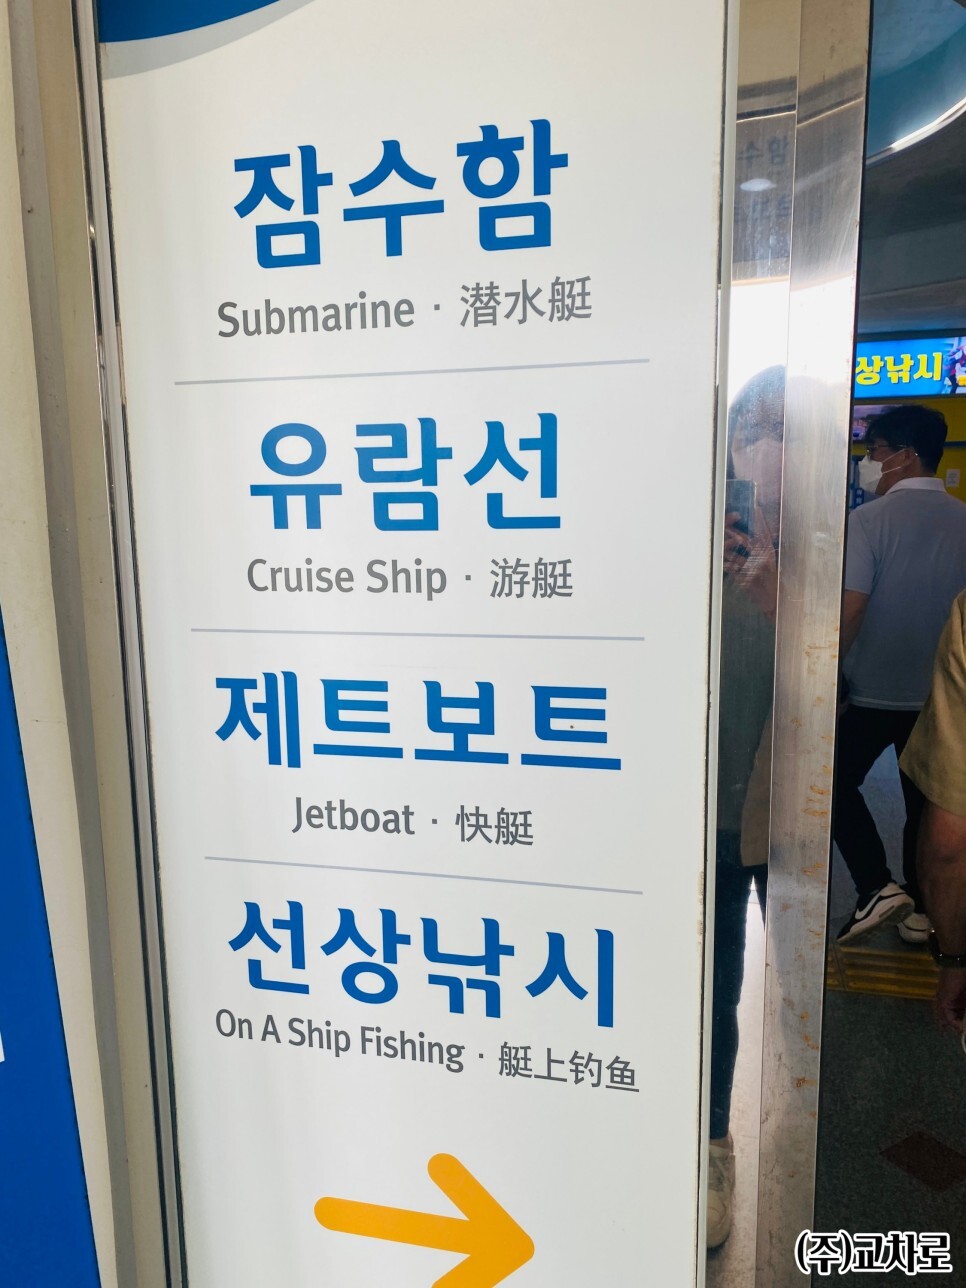 잠수함
Submarine · 潜水艇
유람선
Cruise Ship · 游艇
제트보트
Jetboat · 快艇
선상낚시
On A Ship Fishing · 艇上钓鱼
상낚시
(주)교차로